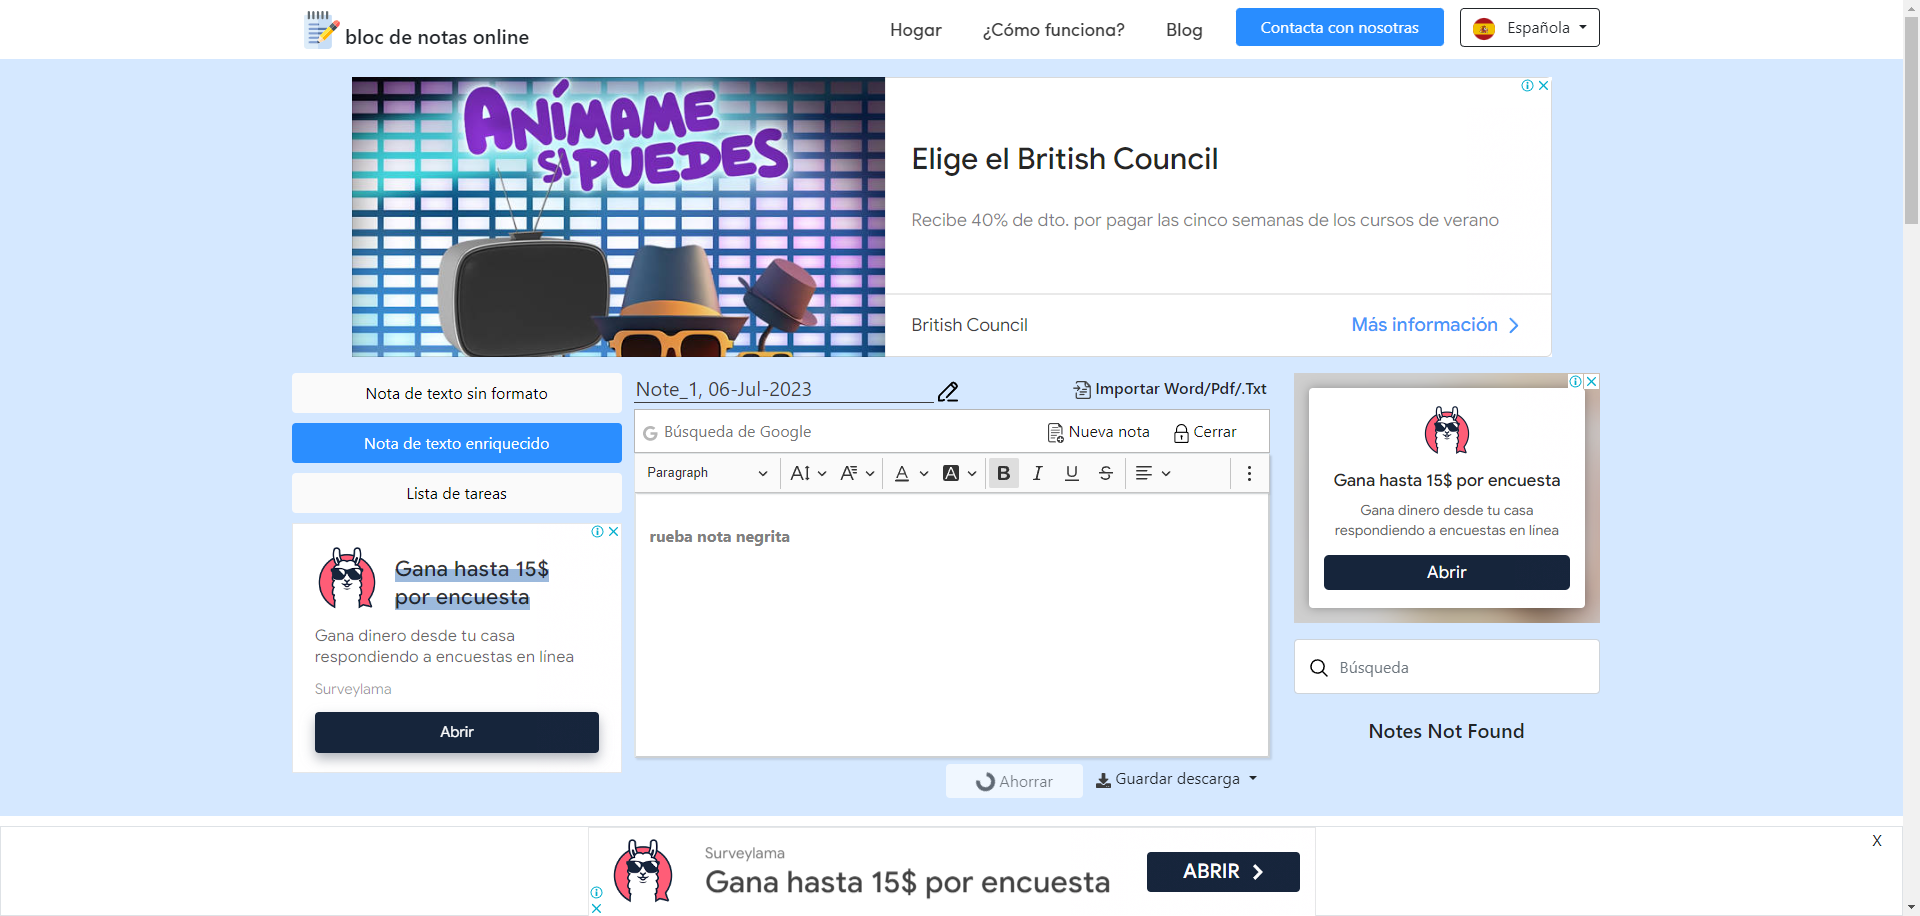 bloc de notas online
Hogar
¿Cómo funciona?
Blog
Contacta con nosotras
Española
ANÍMAME
SI PUEDES
Elige el British Council
Recibe 40% de dto. por pagar las cinco semanas de los cursos de verano
British Council
Más información
Nota de texto sin formato
Nota de texto enriquecido
Lista de tareas
Gana hasta 15$
por encuesta
Gana dinero desde tu casa
respondiendo a encuestas en línea
Surveylama
Abrir
Note_1, 06-Jul-2023
Importar Word/Pdf/.Txt
Búsqueda de Google
Nueva nota
Cerrar
Paragraph
rueba nota negrita
Ahorrar
Guardar descarga
Gana hasta 15$ por encuesta
Gana dinero desde tu casa
respondiendo a encuestas en línea
Abrir
Búsqueda
Notes Not Found
X
Surveylama
Gana hasta 15$ por encuesta
ABRIR